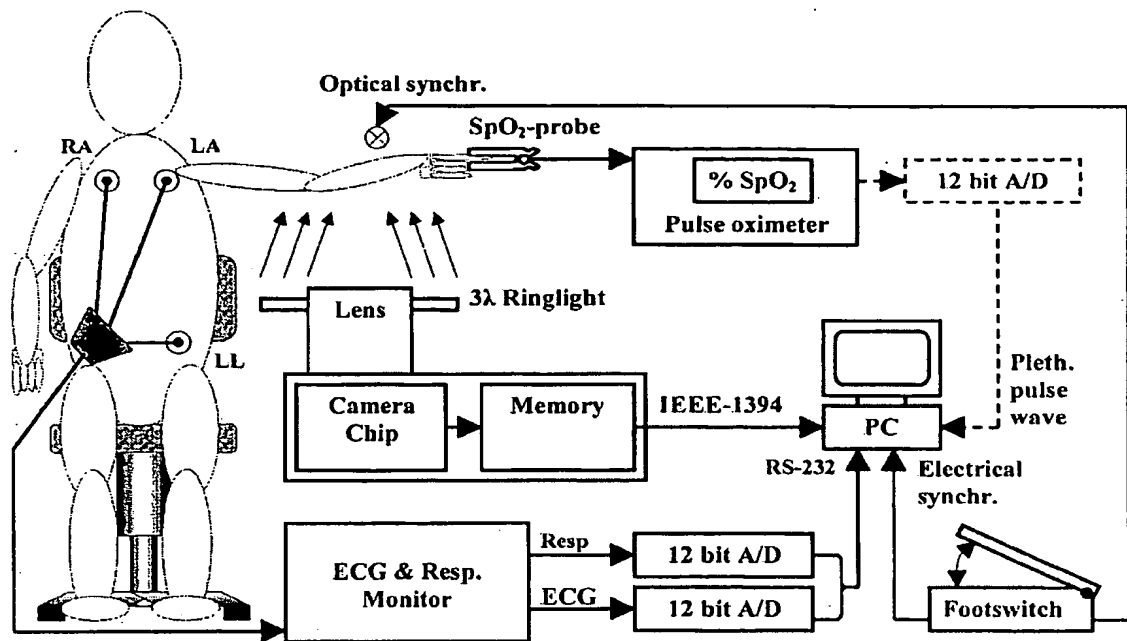 Optical synchr.
SpO₂-probe
RA
LA
% SpO₂
Pulse oximeter
12 bit A/D
3λ Ringlight
Lens
LL
Pleth.
pulse
wave
Camera
Chip
Memory
IEEE-1394
PC
RS-232
Electrical
synchr.
ECG & Resp.
Monitor
Resp
12 bit A/D
ECG
12 bit A/D
Footswitch